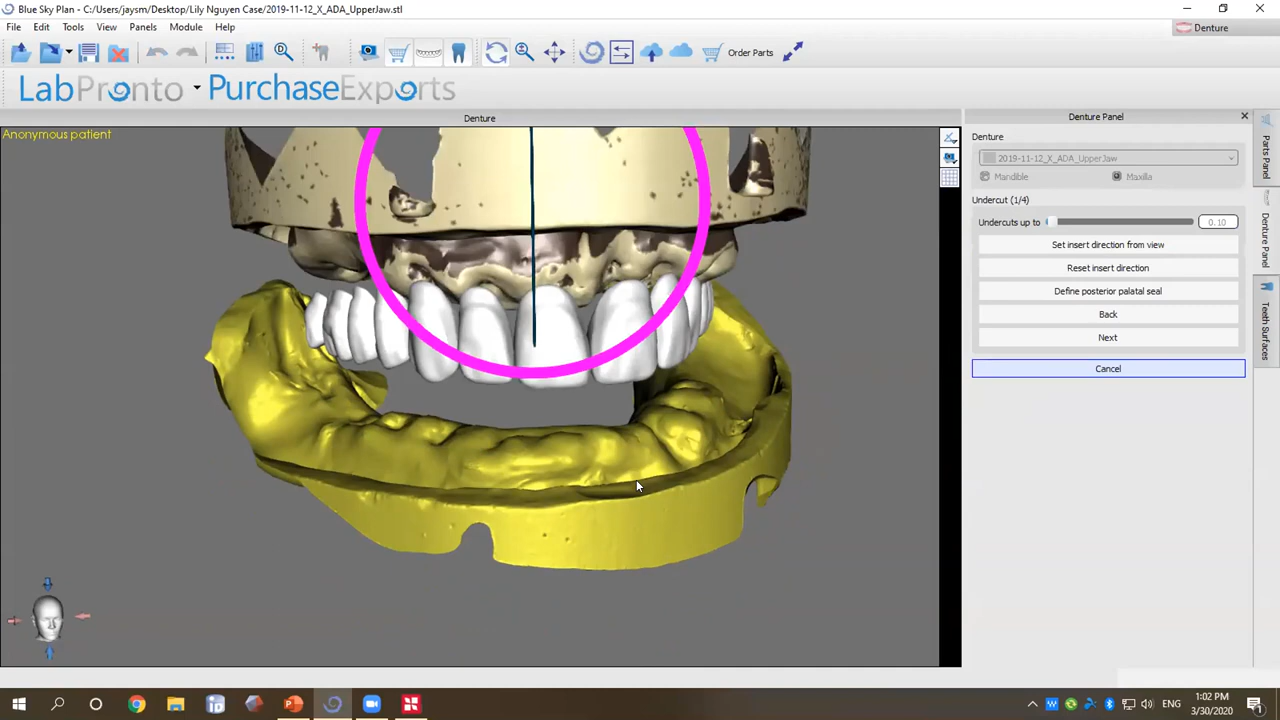 Blue Sky Plan - C:/Users/jaysm/Desktop/Lily Nguyen Case/2019-11-12_X_ADA_UpperJaw.stl
Denture
File Edit Tools View Panels Module Help
Order Parts
LabPronto PurchaseExports
Denture
Denture Panel
Anonymous patient
Denture
2019-11-12_X_ADA_UpperJaw
Mandible Maxilla
Undercut (1/4)
Undercuts up to 0.10
Set insert direction from view
Reset insert direction
Define posterior palatal seal
Back
Next
Cancel
Parts Panel
Denture Panel
Teeth Surfaces
ENG
1:02 PM
3/30/2020